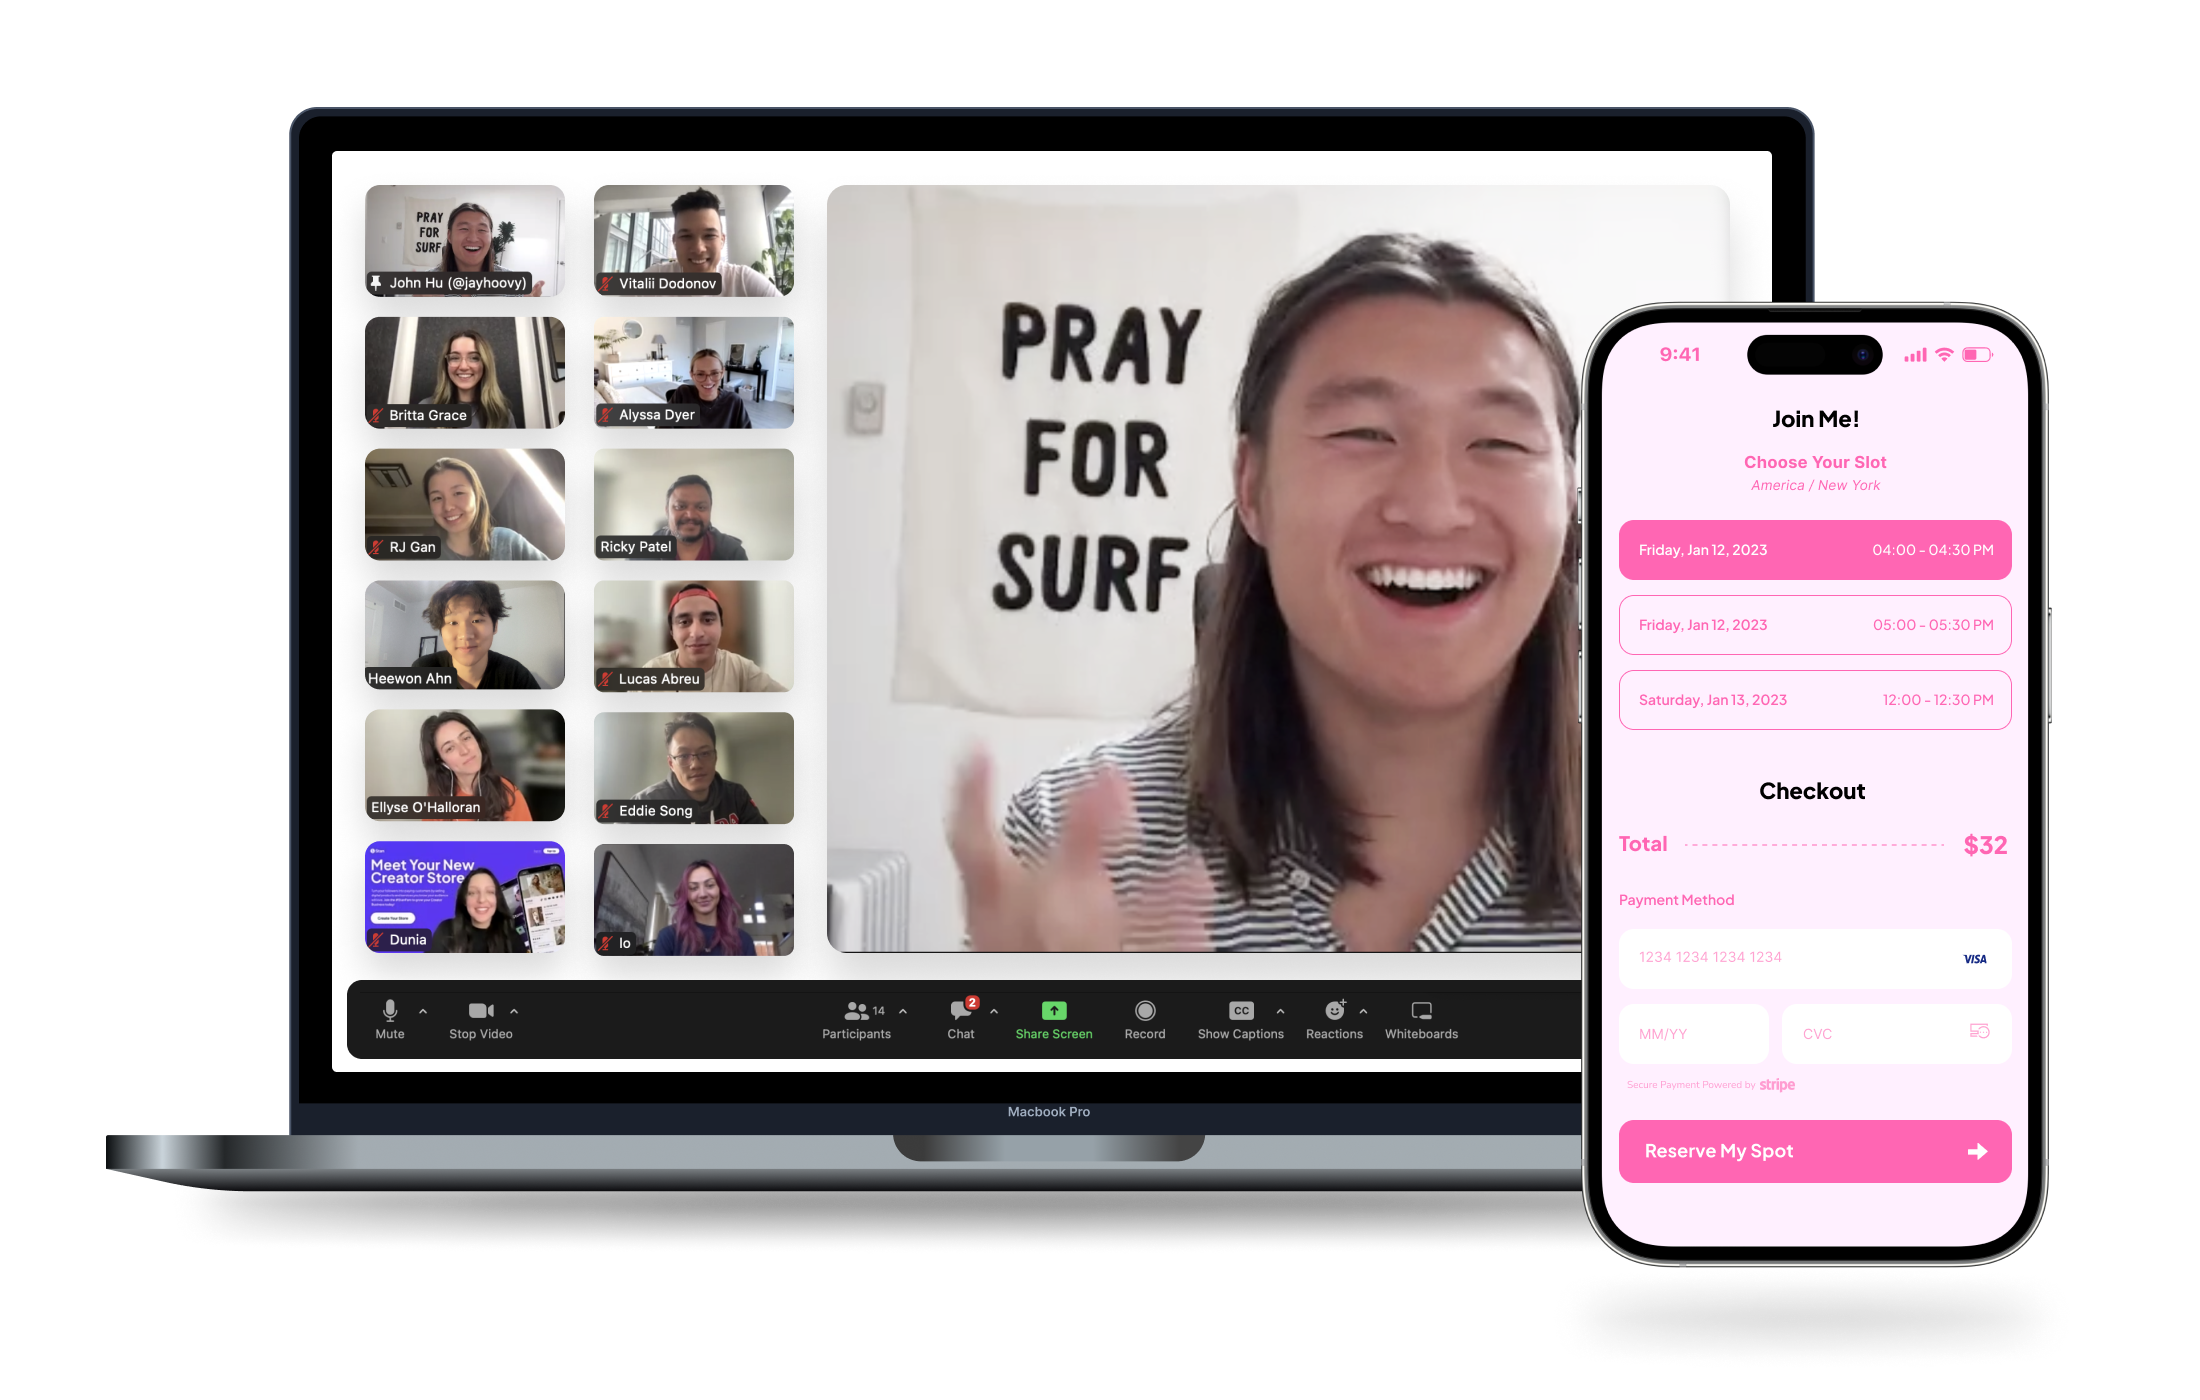 PRAY
FOR
SURF
John Hu (@jayhoovy)
Vitalii Dodonov
Britta Grace
Alyssa Dyer
RJ Gan
Ricky Patel
Heewon Ahn
Lucas Abreu
Ellyse O'Halloran
Eddie Song
Meet Your New
Creator Store
Create Your Store
Dunia
lo
PRAY
FOR
SURF
Mute
Stop Video
14
Participants
2
Chat
Share Screen
Record
CC
Show Captions
Reactions
Whiteboards
Macbook Pro
9:41
Join Me!
Choose Your Slot
America / New York
Friday, Jan 12, 2023 04:00 - 04:30 PM
Friday, Jan 12, 2023 05:00 - 05:30 PM
Saturday, Jan 13, 2023 12:00 - 12:30 PM
Checkout
Total $32
Payment Method
1234 1234 1234 1234 VISA
MM/YY CVC
Secure Payment Powered by stripe
Reserve My Spot